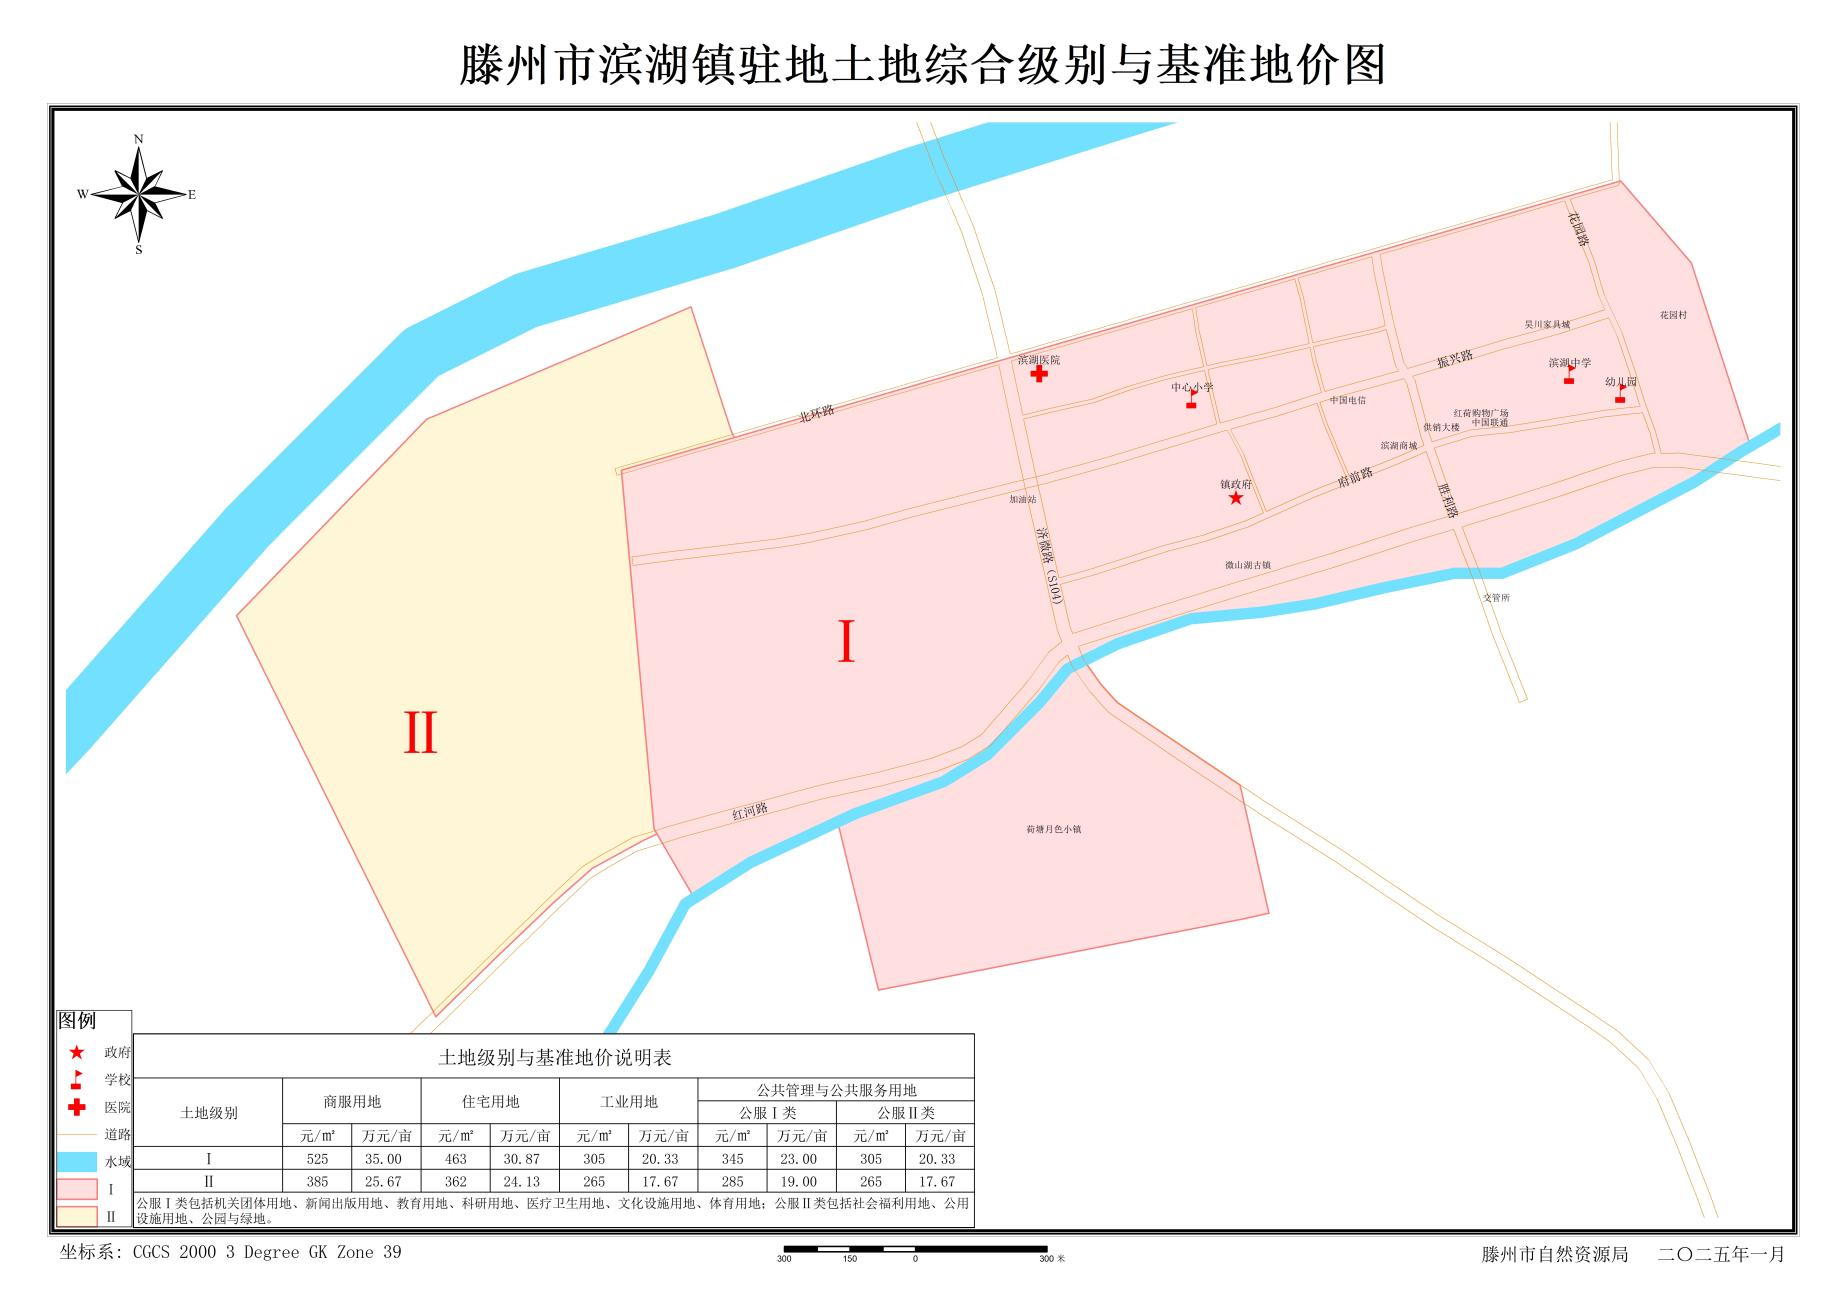 滕州市滨湖镇驻地土地综合级别与基准地价图
N
W
E
S
花园路
花园村
吴川家具城
振兴路
滨湖医院
滨湖中学
中心小学
幼儿园
中国电信
北环路
红荷购物广场
中国联通
供销大楼
滨湖商城
府前路
镇政府
胜利路
加油站
济微路（S104）
微山湖古镇
交管所
I
II
红河路
荷塘月色小镇
图例
政府
学校
医院
道路
水域
I
II
土地级别与基准地价说明表
土地级别 商服用地 住宅用地 工业用地 公共管理与公共服务用地
公服Ⅰ类 公服Ⅱ类
元/㎡ 万元/亩 元/㎡ 万元/亩 元/㎡ 万元/亩 元/㎡ 万元/亩 元/㎡ 万元/亩
Ⅰ 525 35.00 463 30.87 305 20.33 345 23.00 305 20.33
Ⅱ 385 25.67 362 24.13 265 17.67 285 19.00 265 17.67
公服Ⅰ类包括机关团体用地、新闻出版用地、教育用地、科研用地、医疗卫生用地、文化设施用地、体育用地；公服Ⅱ类包括社会福利用地、公用
设施用地、公园与绿地。
坐标系: CGCS 2000 3 Degree GK Zone 39
300 150 0 300 米
滕州市自然资源局 二〇二五年一月